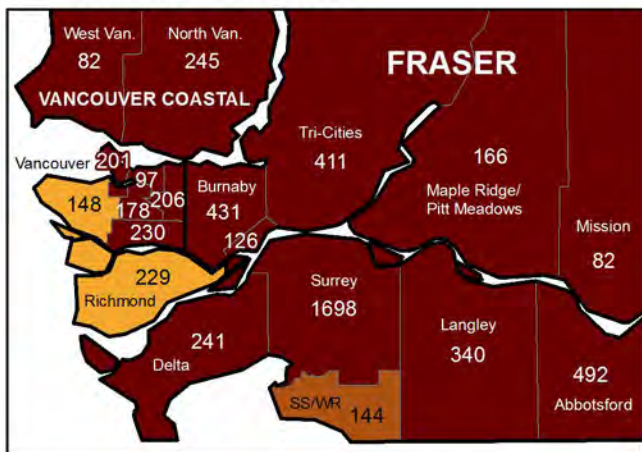 West Van.
82
North Van.
245
VANCOUVER COASTAL
FRASER
Tri-Cities
411
166
Maple Ridge/
Pitt Meadows
Mission
82
Vancouver
201
97
206
148
178
230
Burnaby
431
126
229
Richmond
Surrey
1698
241
Delta
Langley
340
492
Abbotsford
SS/WR
144